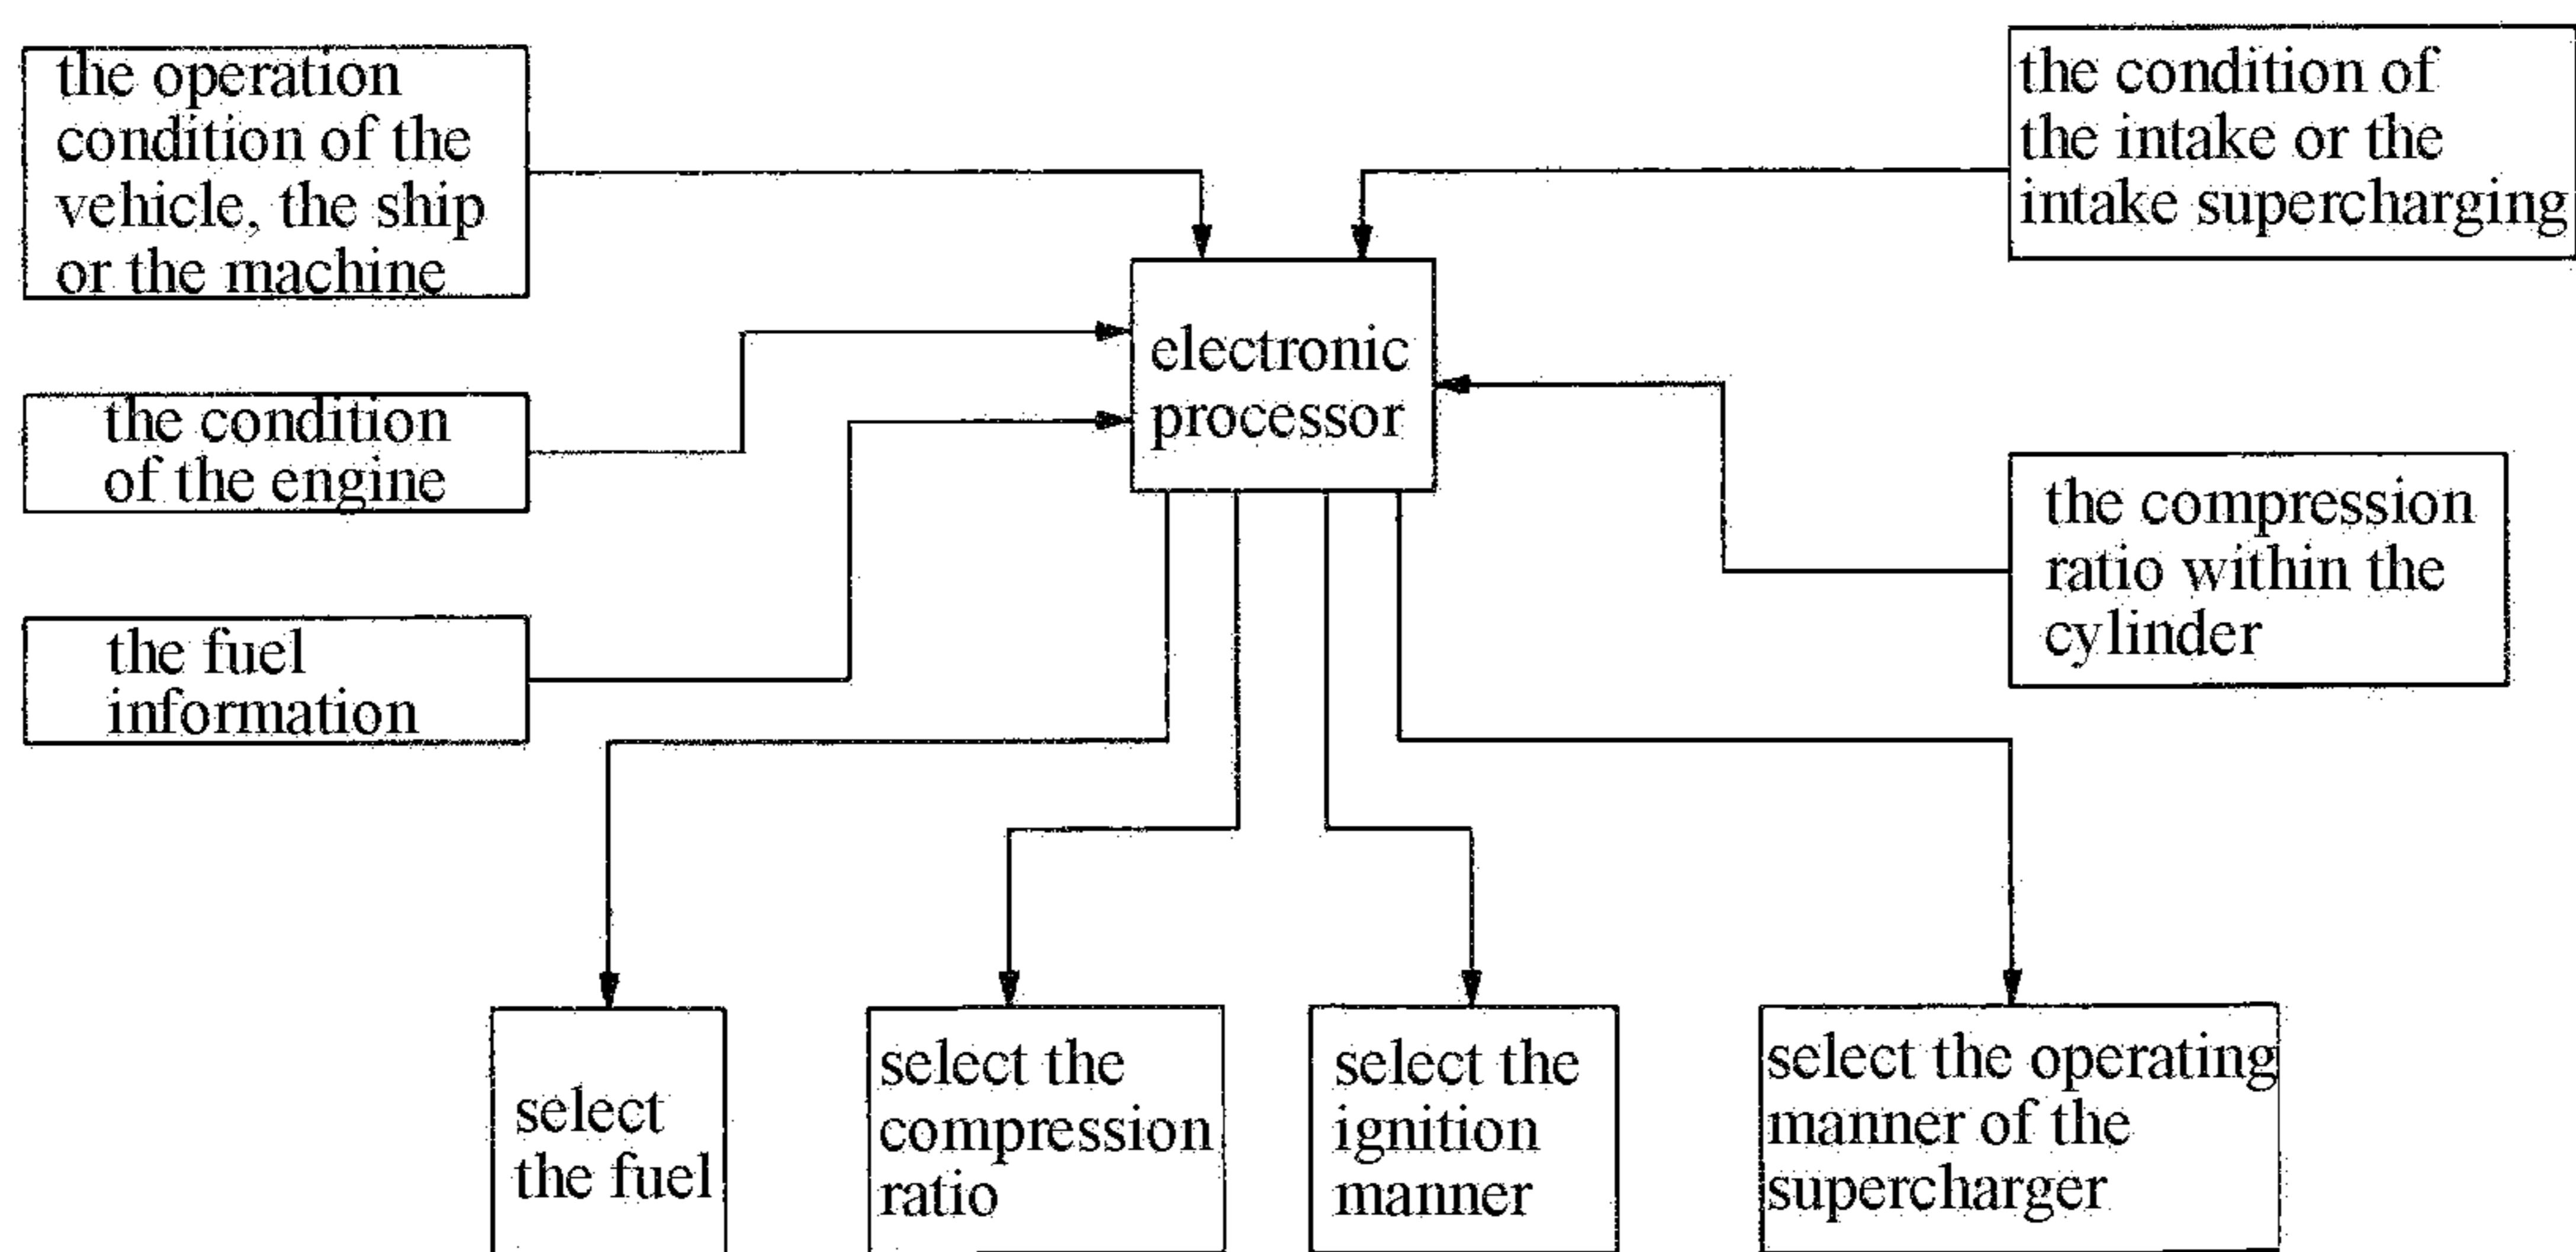 the operation
condition of the
vehicle, the ship
or the machine
the condition of
the intake or the
intake supercharging
electronic
processor
the condition
of the engine
the compression
ratio within the
cylinder
the fuel
information
select
the fuel
select the
compression
ratio
select the
ignition
manner
select the operating
manner of the
supercharger